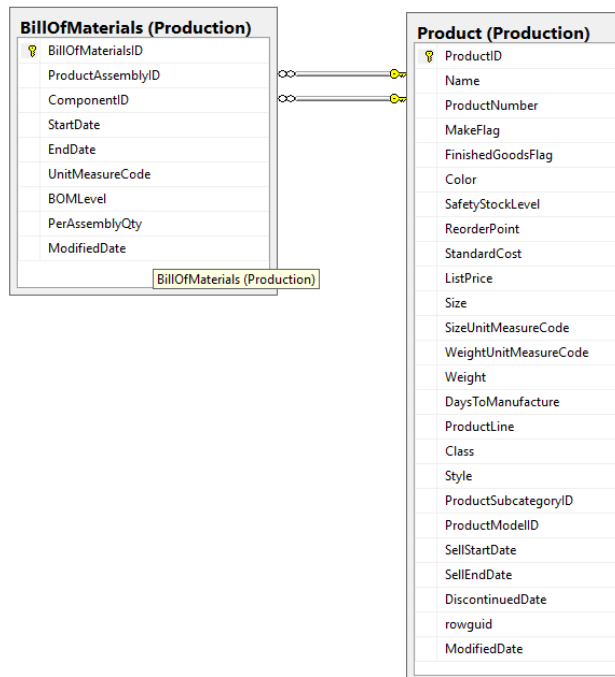 BillOfMaterials (Production)
BillOfMaterialsID
ProductAssemblyID
ComponentID
StartDate
EndDate
UnitMeasureCode
BOMLevel
PerAssemblyQty
ModifiedDate
BillOfMaterials (Production)
Product (Production)
ProductID
Name
ProductNumber
MakeFlag
FinishedGoodsFlag
Color
SafetyStockLevel
ReorderPoint
StandardCost
ListPrice
Size
SizeUnitMeasureCode
WeightUnitMeasureCode
Weight
DaysToManufacture
ProductLine
Class
Style
ProductSubcategoryID
ProductModelID
SellStartDate
SellEndDate
DiscontinuedDate
rowguid
ModifiedDate